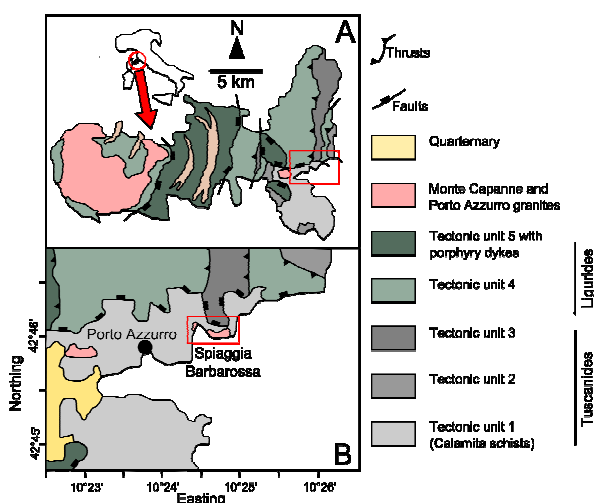 A
N
5 km
Thrusts
Faults
Quarternary
Monte Capanne and
Porto Azzurro granites
Tectonic unit 5 with
porphyry dykes
Tectonic unit 4
Tectonic unit 3
Tectonic unit 2
Tectonic unit 1
(Calamita schists)
Ligurides
Tuscanides
Porto Azzurro
Spiaggia
Barbarossa
B
Northing
42°46'
42°45'
10°23'
10°24'
10°25'
10°26'
Easting